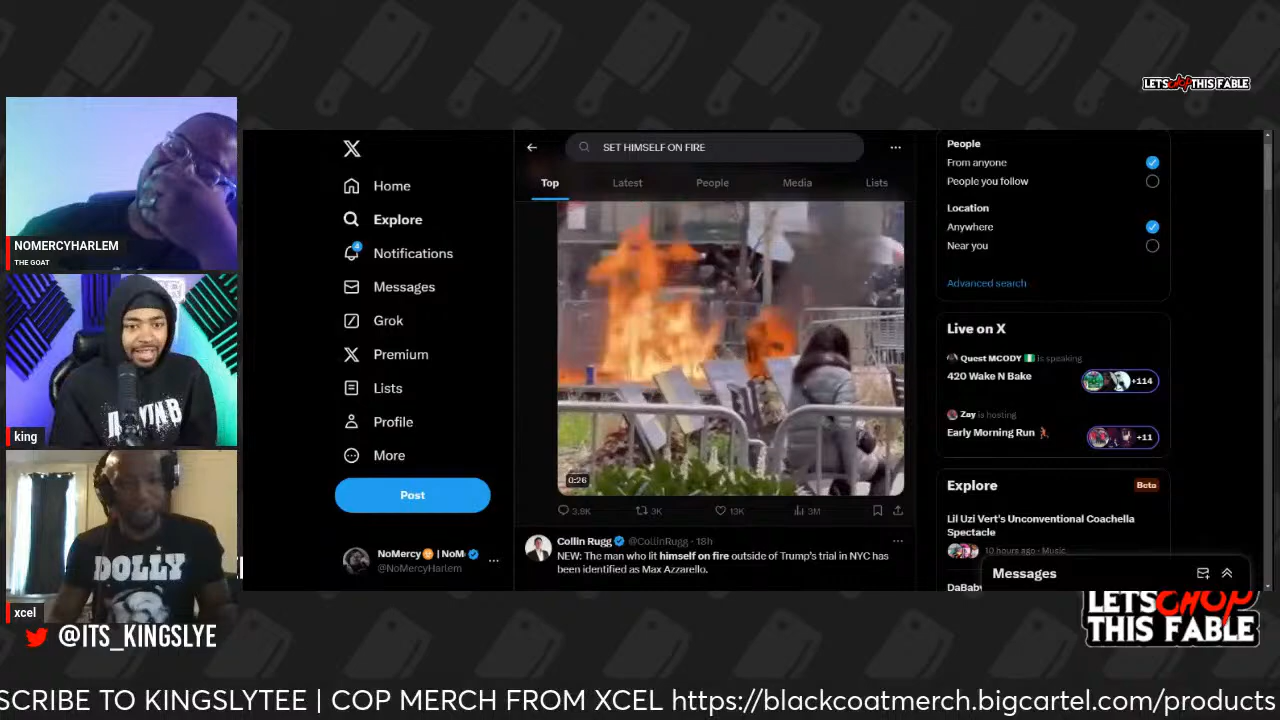 LETS CHOP THIS FABLE
NOMERCYHARLEM
THE GOAT
king
DOLLY
xcel
@ITS_KINGSLYE
Home
Explore
4
Notifications
Messages
Grok
Premium
Lists
Profile
More
Post
NoMercy | NoM
@NoMercyHarlem
SET HIMSELF ON FIRE
Top Latest People Media Lists
0:26
3.8K 3K 13K 3M
Collin Rugg @CollinRugg · 18h
NEW: The man who lit himself on fire outside of Trump's trial in NYC has
been identified as Max Azzarello.
People
From anyone
People you follow
Location
Anywhere
Near you
Advanced search
Live on X
Quest MCODY is speaking
420 Wake N Bake
+114
Zay is hosting
Early Morning Run
+11
Explore Beta
Lil Uzi Vert's Unconventional Coachella
Spectacle
10 hours ago · Music
DaBaby
Messages
LETS CHOP
THIS FABLE
SCRIBE TO KINGSLYTEE | COP MERCH FROM XCEL https://blackcoatmerch.bigcartel.com/products